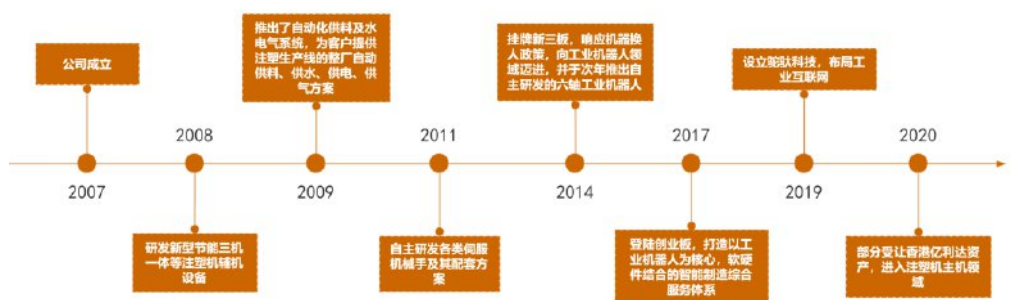 公司成立
2007
2008
研发新型节能三机
一体等注塑机辅机
设备
推出了自动化供料及水
电气系统，为客户提供
注塑生产线的整厂自动
供料、供水、供电、供
气方案
2009
2011
自主研发各类伺服
机械手及其配套方
案
挂牌新三板，响应机器换
人政策，向工业机器人领
域迈进，并于次年推出自
主研发的六轴工业机器人
2014
2017
登陆创业板，打造以工
业机器人为核心，软硬
件结合的智能制造综合
服务体系
设立驼驮科技，布局工
业互联网
2019
2020
部分受让香港亿利达资
产，进入注塑机主机领
域